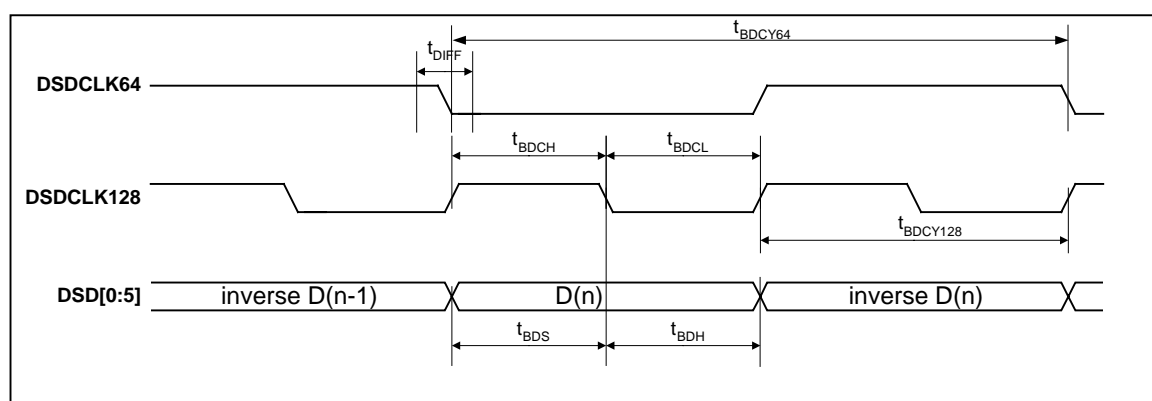 tBDCY64
tDIFF
DSDCLK64
tBDCH tBDCL
DSDCLK128
tBDCY128
DSD[0:5] inverse D(n-1) D(n) inverse D(n)
tBDS tBDH